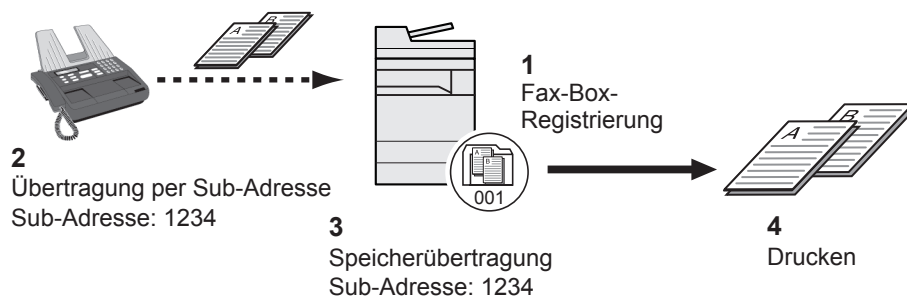 A
B
1
Fax-Box-
Registrierung
A
B
001
A
B
2
Übertragung per Sub-Adresse
Sub-Adresse: 1234
3
Speicherübertragung
Sub-Adresse: 1234
4
Drucken